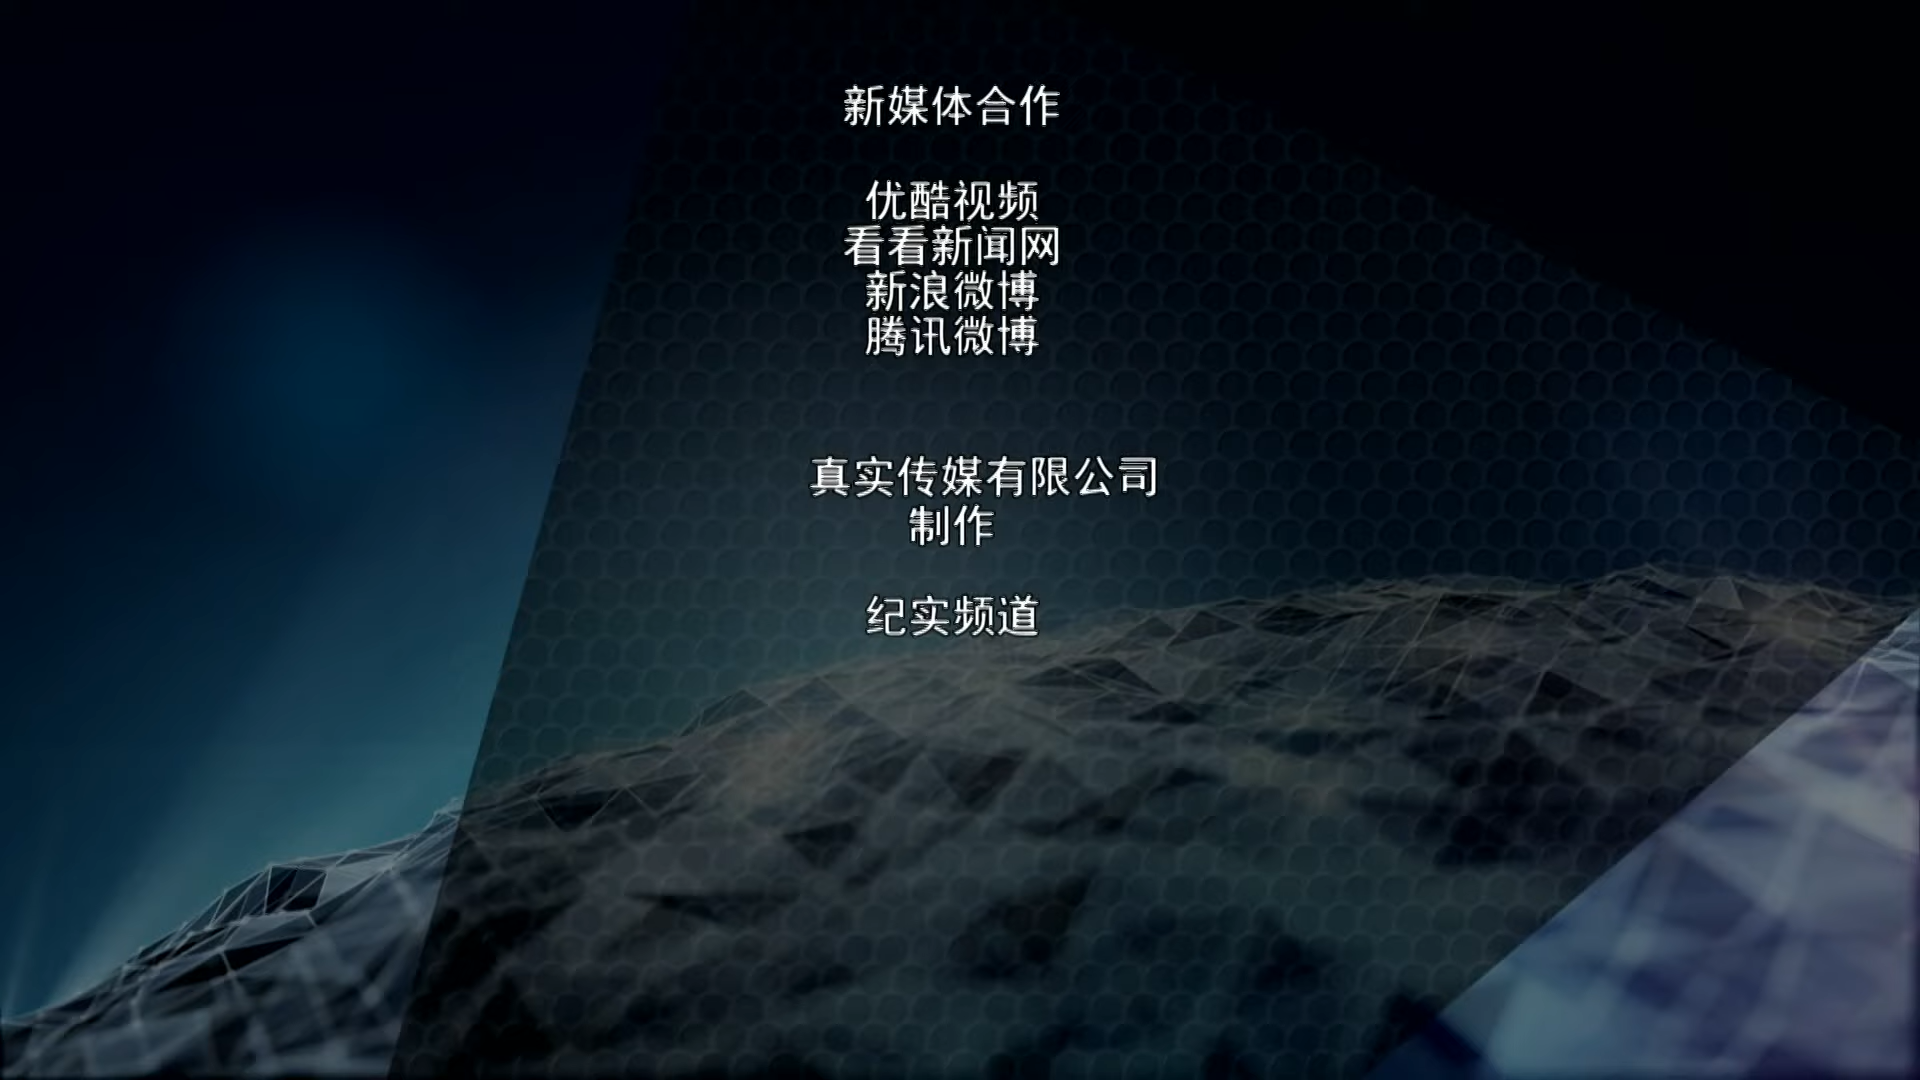 新媒体合作
优酷视频
看看新闻网
新浪微博
腾讯微博
真实传媒有限公司
制作
纪实频道